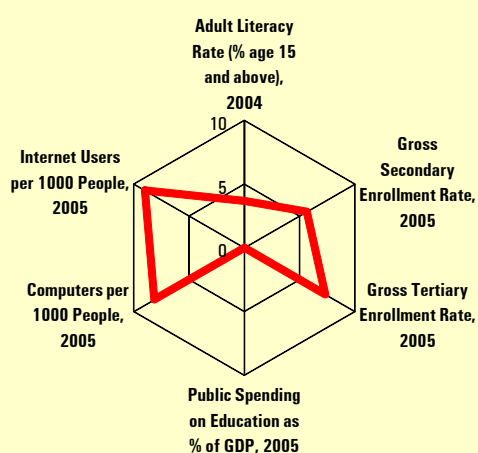 Adult Literacy
Rate (% age 15
and above),
2004
10
5
0
Gross
Secondary
Enrollment Rate,
2005
Gross Tertiary
Enrollment Rate,
2005
Public Spending
on Education as
% of GDP, 2005
Computers per
1000 People,
2005
Internet Users
per 1000 People,
2005